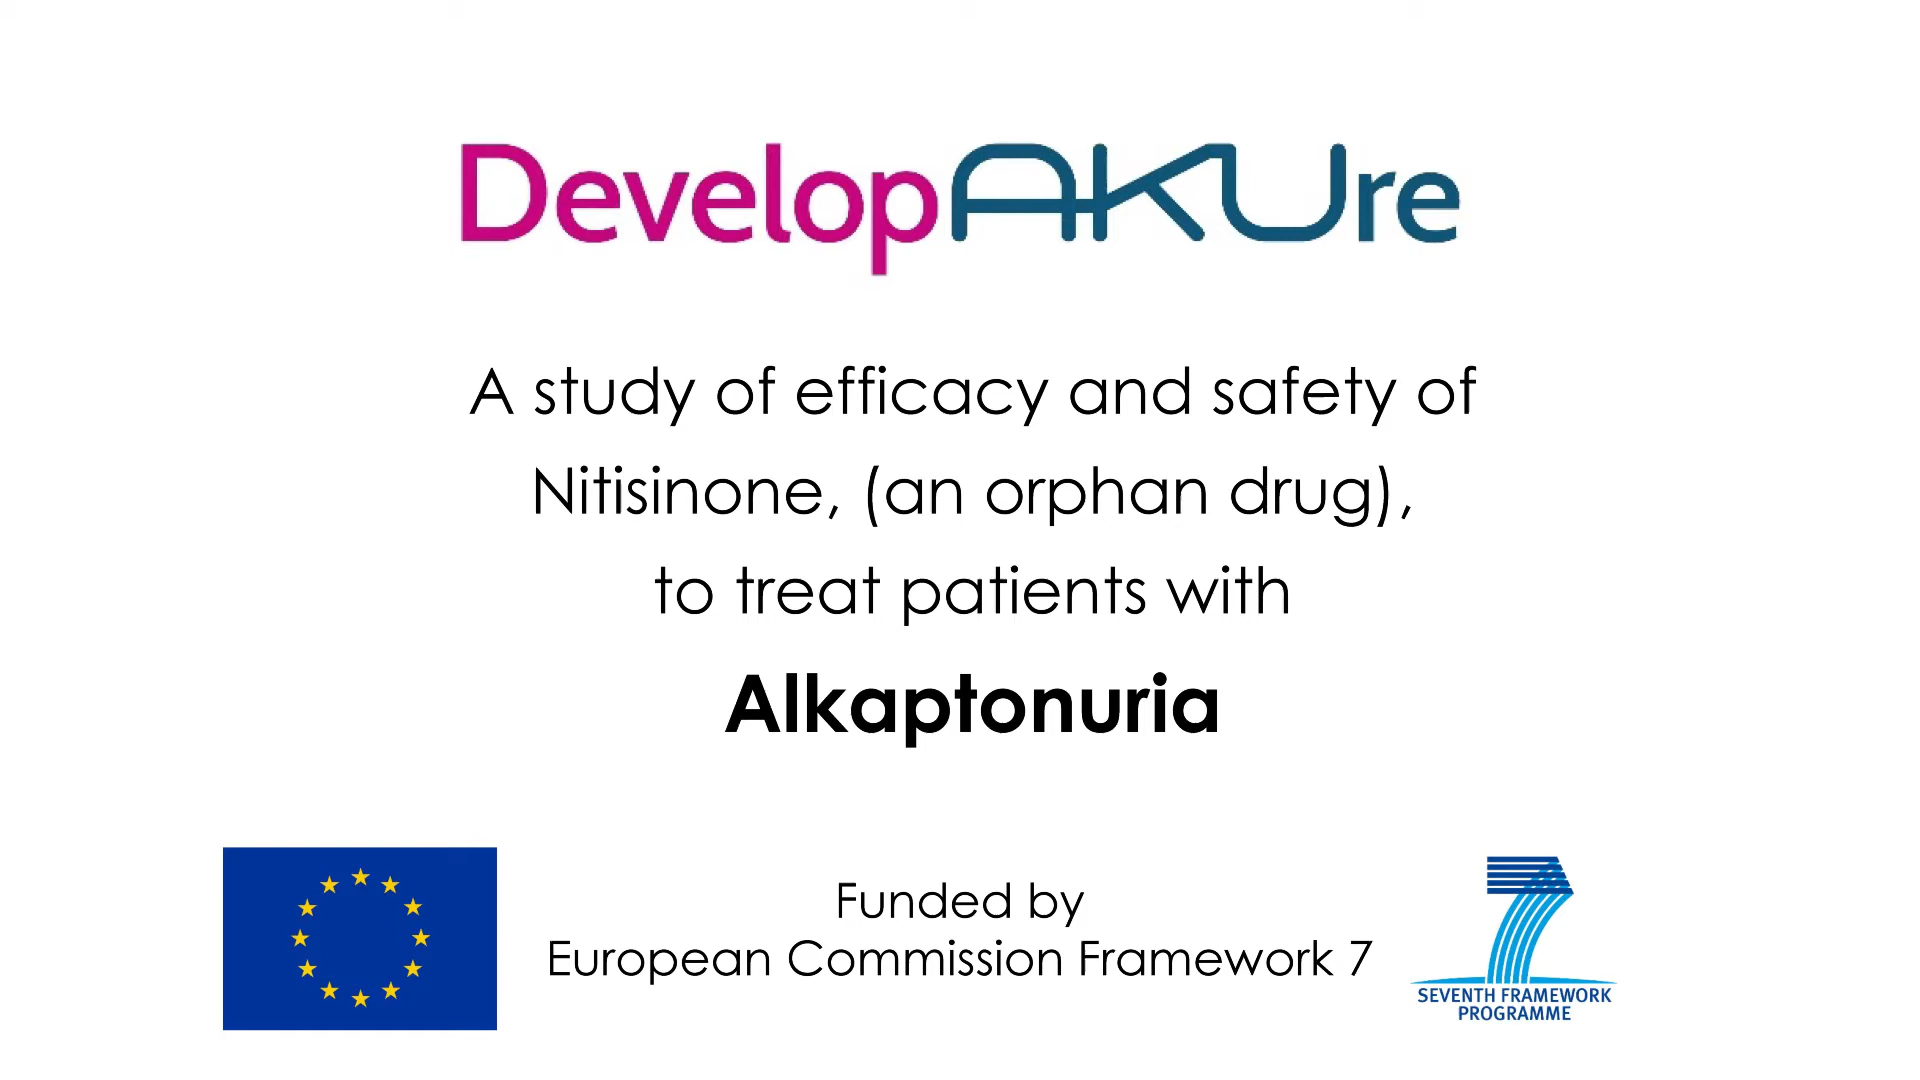 DevelopAKUre
A study of efficacy and safety of
Nitisinone, (an orphan drug),
to treat patients with
Alkaptonuria
Funded by
European Commission Framework 7
7
SEVENTH FRAMEWORK
PROGRAMME